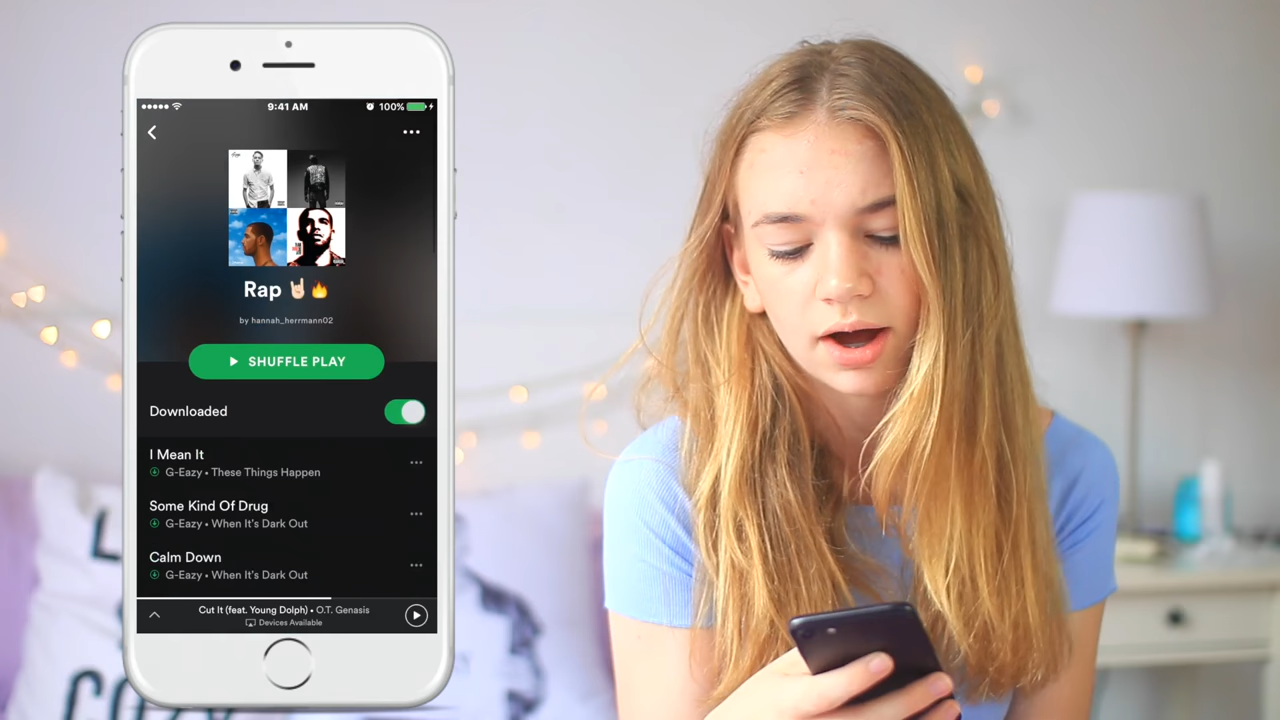 9:41 AM
100%
Rap 🤘🏻🔥
by hannah_herrmann02
SHUFFLE PLAY
Downloaded
I Mean It
G-Eazy • These Things Happen
Some Kind Of Drug
G-Eazy • When It's Dark Out
Calm Down
G-Eazy • When It's Dark Out
Cut It (feat. Young Dolph) • O.T. Genasis
Devices Available